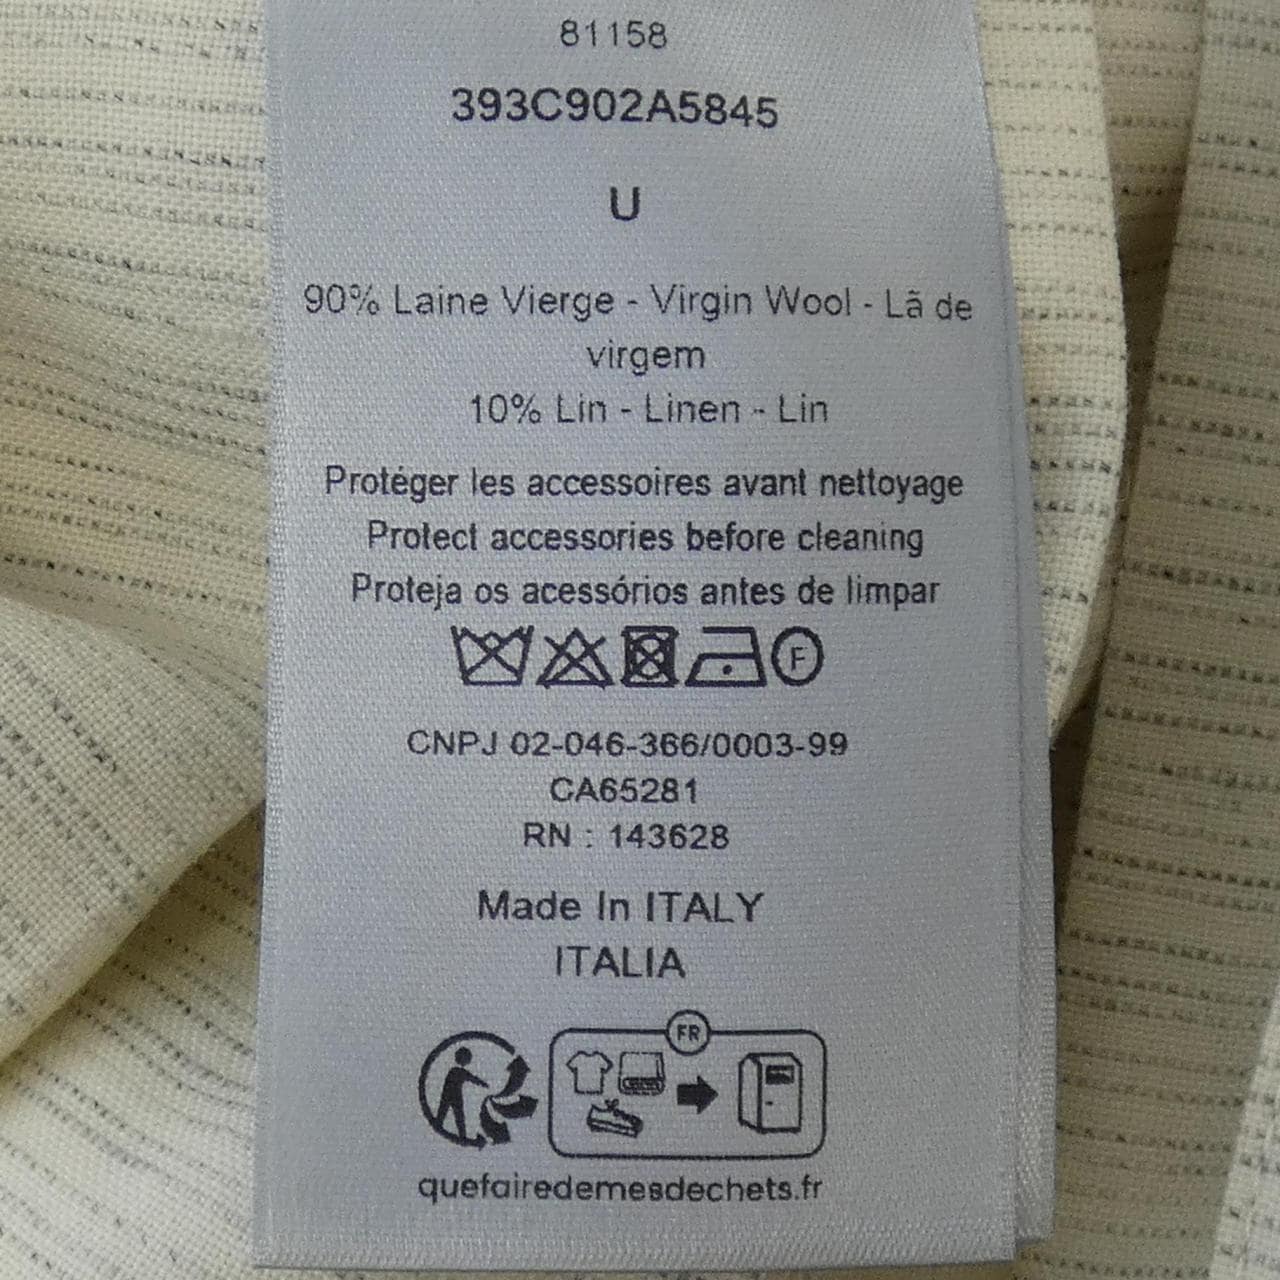 81158
393C902A5845
U
90% Laine Vierge - Virgin Wool - Lã de
virgem
10% Lin - Linen - Lin
Protéger les accessoires avant nettoyage
Protect accessories before cleaning
Proteja os acessórios antes de limpar
F
CNPJ 02-046-366/0003-99
CA65281
RN : 143628
Made In ITALY
ITALIA
FR
quefairedemesdechets.fr